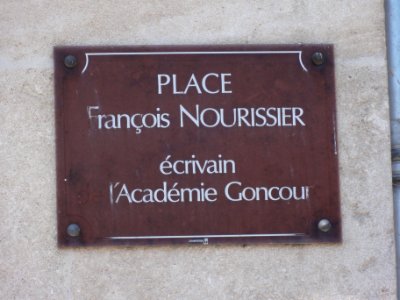 PLACE
François NOURISSIER
écrivain
l'Académie Goncour